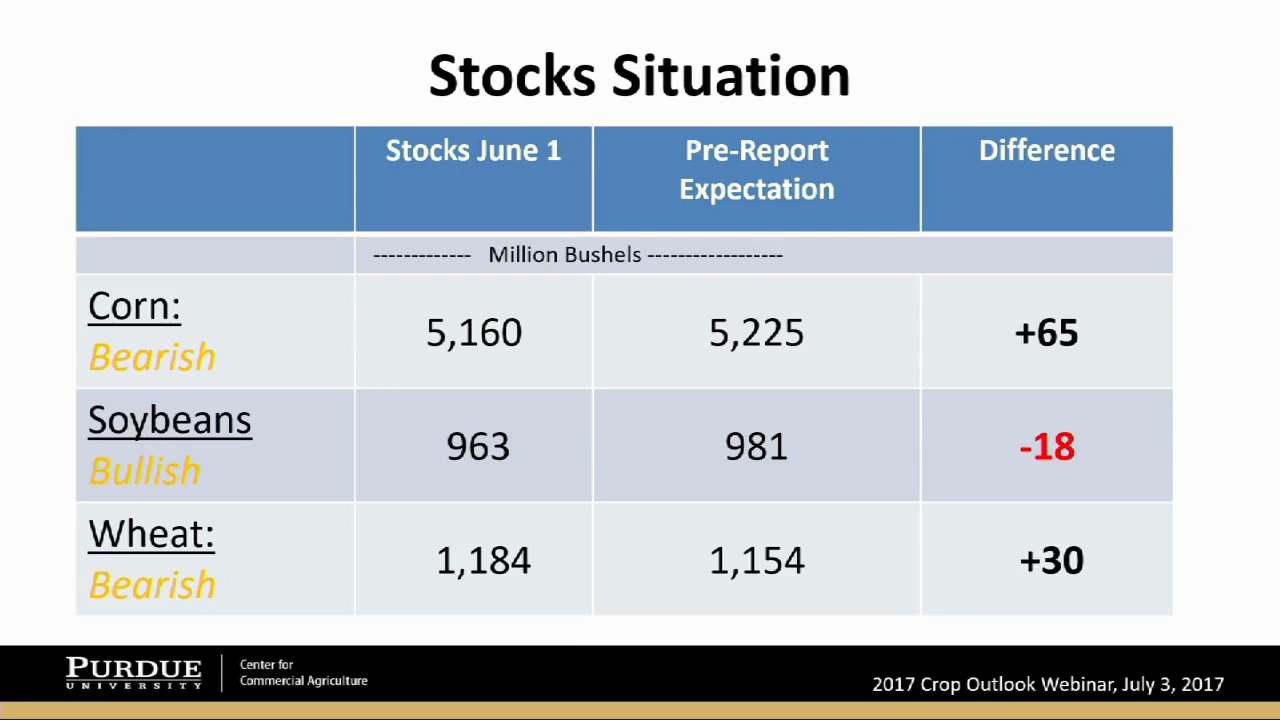 Stocks Situation
Stocks June 1
Pre-Report
Expectation
Difference
------------- Million Bushels ------------------
Corn:
Bearish
5,160
5,225
+65
Soybeans
Bullish
963
981
-18
Wheat:
Bearish
1,184
1,154
+30
PURDUE
UNIVERSITY
Center for
Commercial Agriculture
2017 Crop Outlook Webinar, July 3, 2017